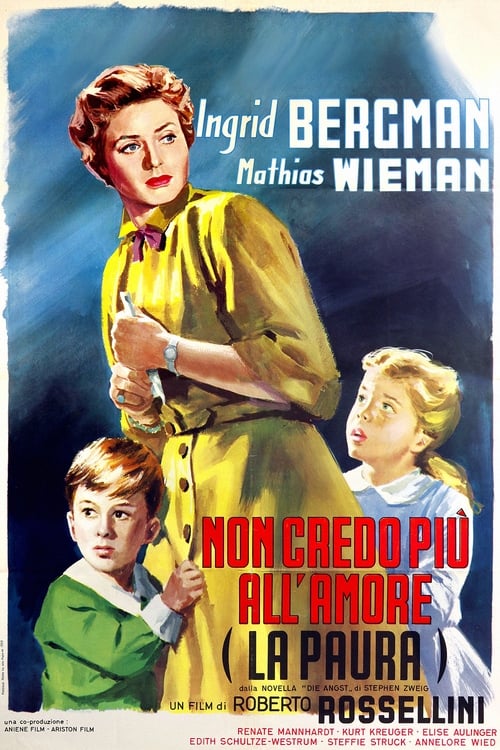 Ingrid BERGMAN
Mathias WIEMAN
NON CREDO PIÙ
ALL'AMORE
(LA PAURA)
dalla NOVELLA "DIE ANGST" di STEPHEN ZWEIG
UN FILM di ROBERTO ROSSELLINI
una co-produzione:
ANIENE FILM - ARISTON FILM
RENATE MANNHARDT - KURT KREUGER - ELISE AULINGER
EDITH SCHULTZE-WESTRUM - STEFFIE STRUCK - ANNELORE WIED